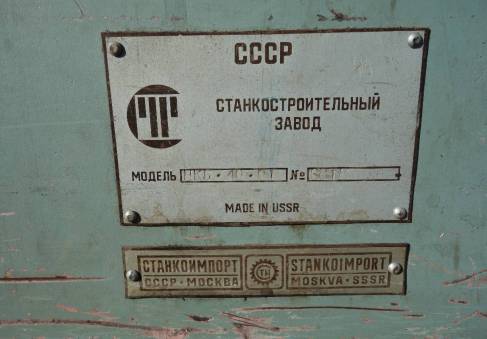 СССР
СТАНКОСТРОИТЕЛЬНЫЙ
ЗАВОД
МОДЕЛЬ №
MADE IN USSR
СТАНКОИМПОРТ
СССР·МОСКВА
STANKOIMPORT
MOSKVA·SSSR